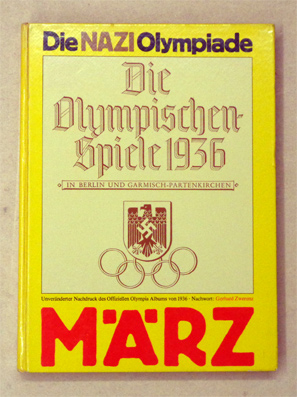 Die NAZI Olympiade
Die
Olympischen-
Spiele 1936
IN BERLIN UND GARMISCH-PARTENKIRCHEN
Unveränderter Nachdruck des Offiziellen Olympia Albums von 1936 · Nachwort: Gerhard Zwerenz
MÄRZ